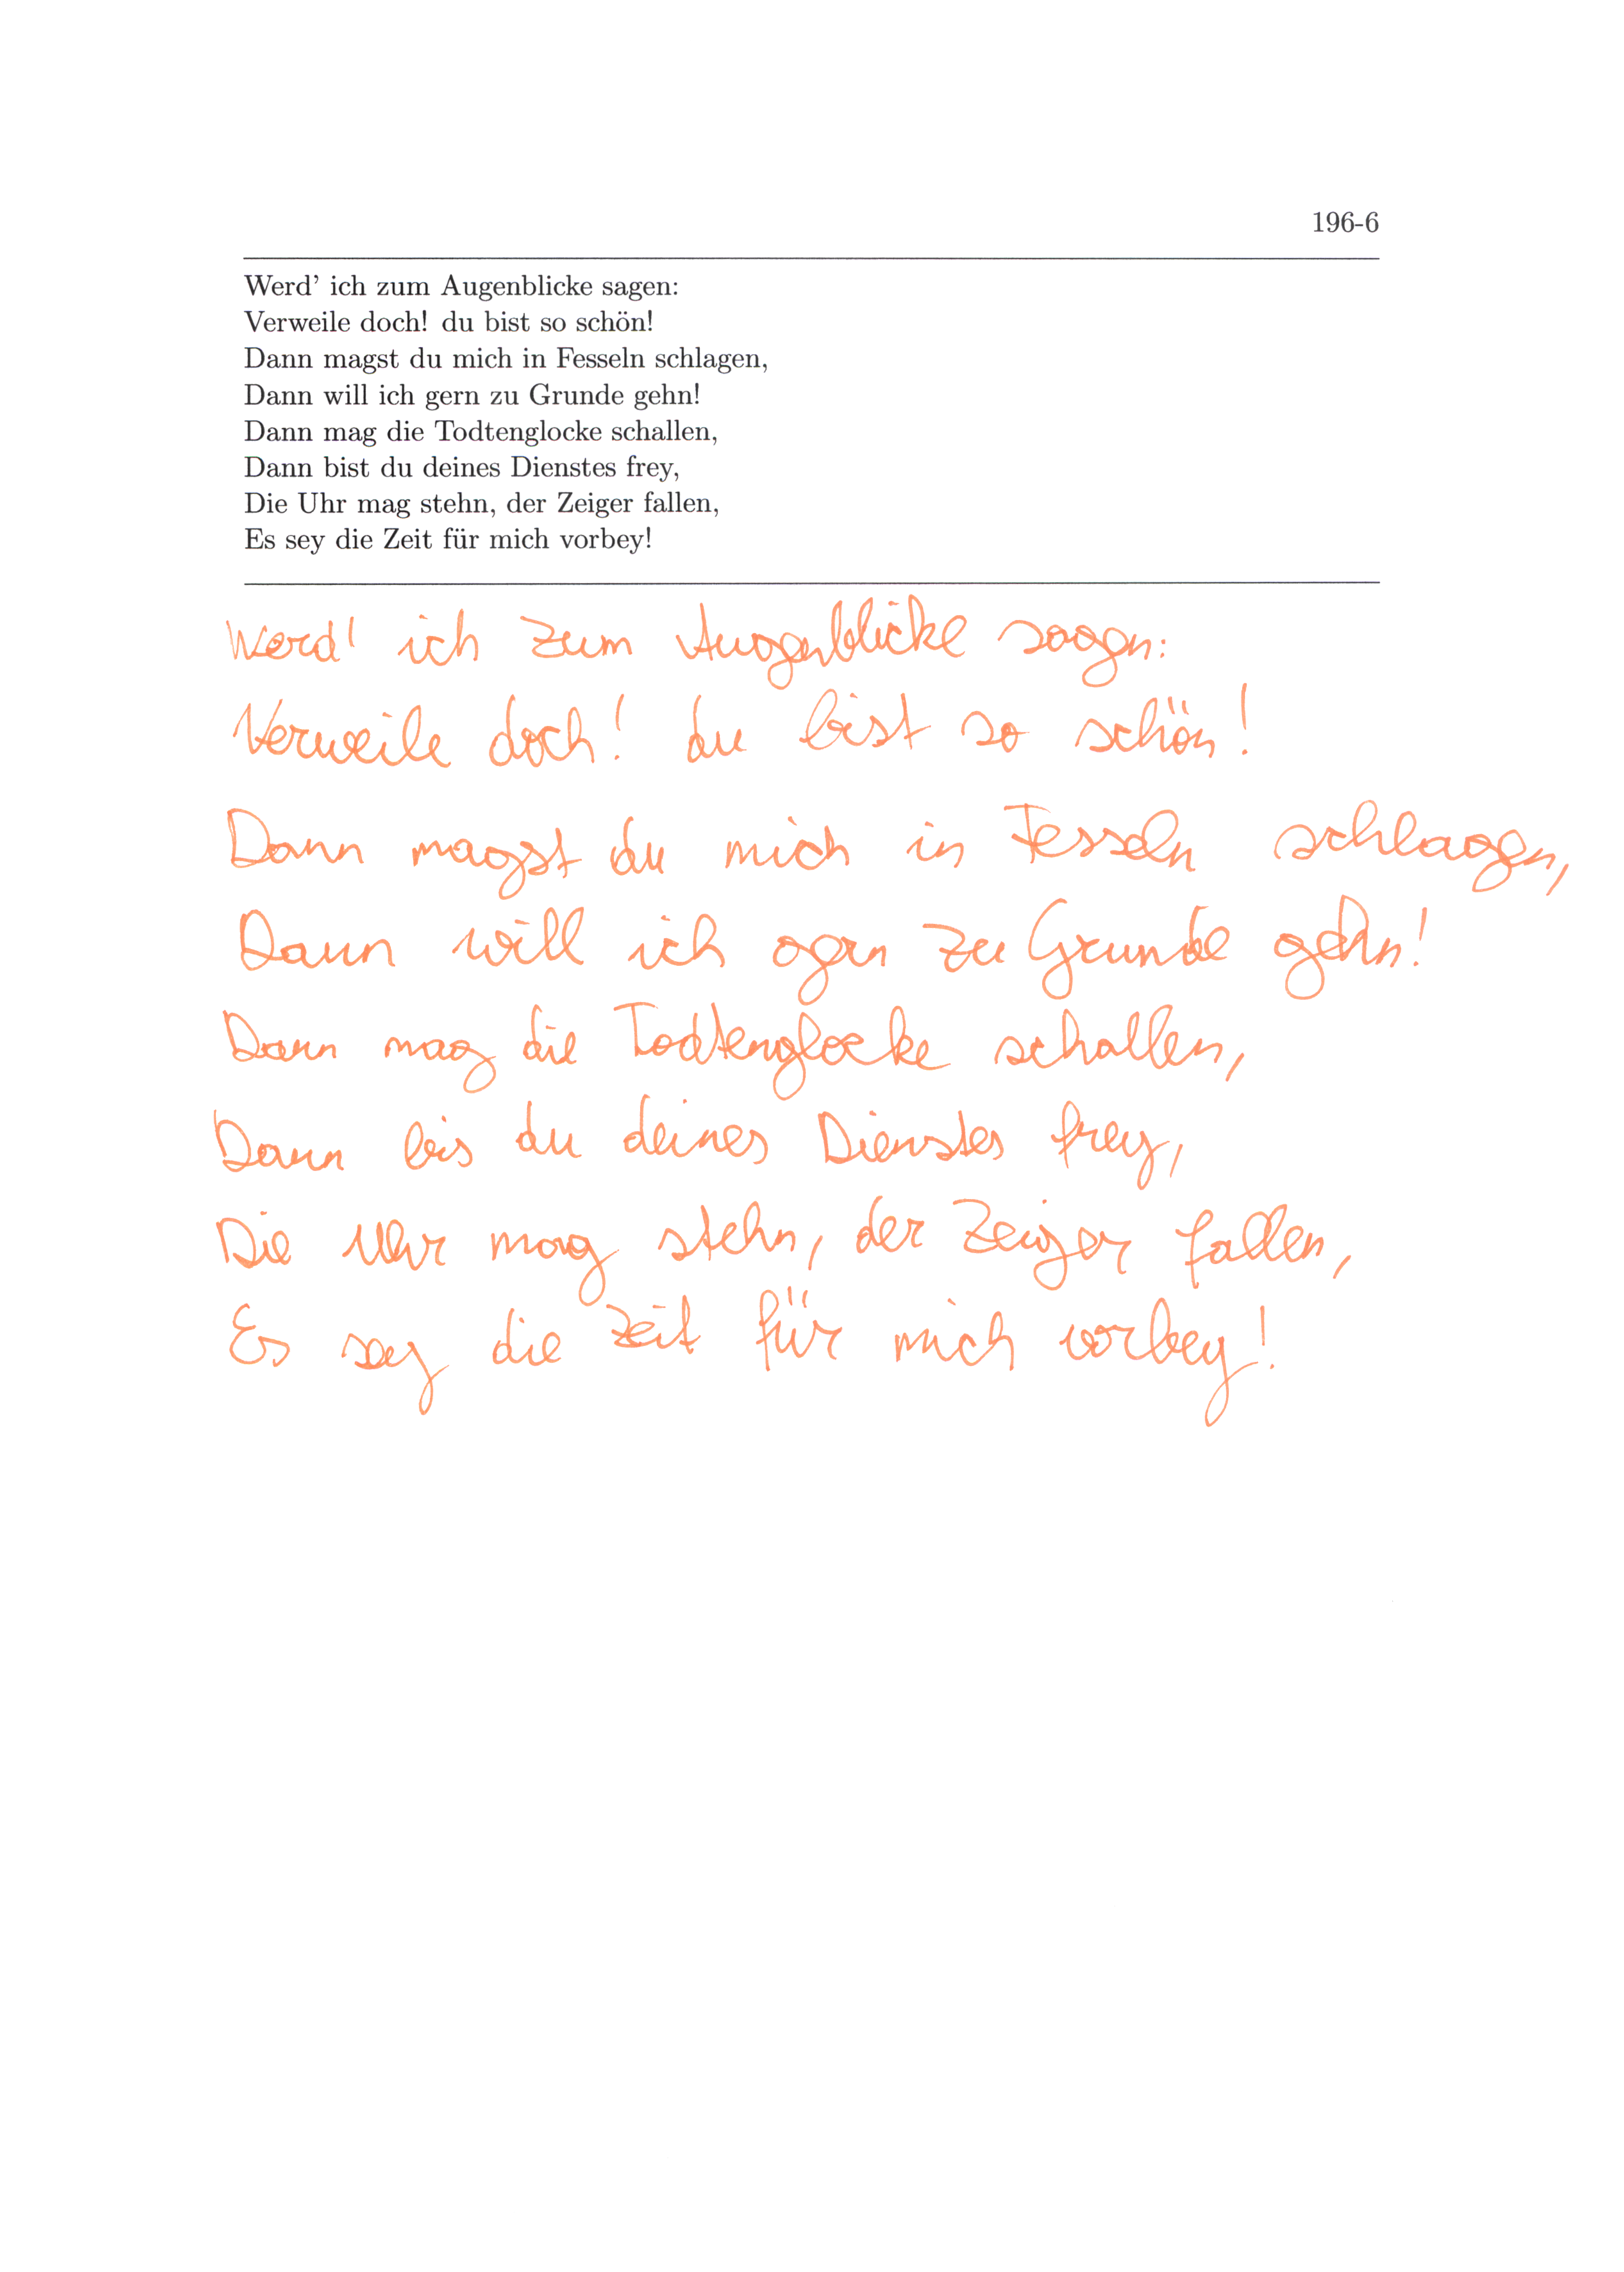 196-6
Werd’ ich zum Augenblicke sagen:
Verweile doch! du bist so schön!
Dann magst du mich in Fesseln schlagen,
Dann will ich gern zu Grunde gehn!
Dann mag die Todtenglocke schallen,
Dann bist du deines Dienstes frey,
Die Uhr mag stehn, der Zeiger fallen,
Es sey die Zeit für mich vorbey!
Werd' ich zum Augenblicke sagen:
Verweile doch! du bist so schön!
Dann magst du mich in Fesseln schlagen,
Dann will ich gern zu Grunde gehn!
Dann mag die Todtenglocke schallen,
Dann bis du deines Dienstes frey,
Die Uhr mag stehn, der Zeiger fallen,
Es sey die Zeit für mich vorbey!